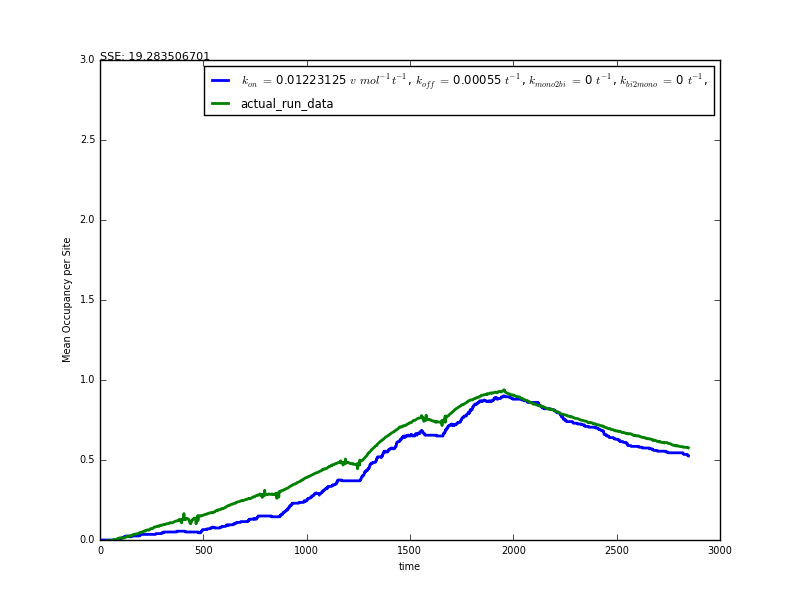 SSE: 19.283506701
k_on = 0.01223125 v mol^-1 t^-1, k_off = 0.00055 t^-1, k_mono2bi = 0 t^-1, k_bi2mono = 0 t^-1,
actual_run_data
3.0
2.5
2.0
1.5
1.0
0.5
0.0
Mean Occupancy per Site
0 500 1000 1500 2000 2500 3000
time